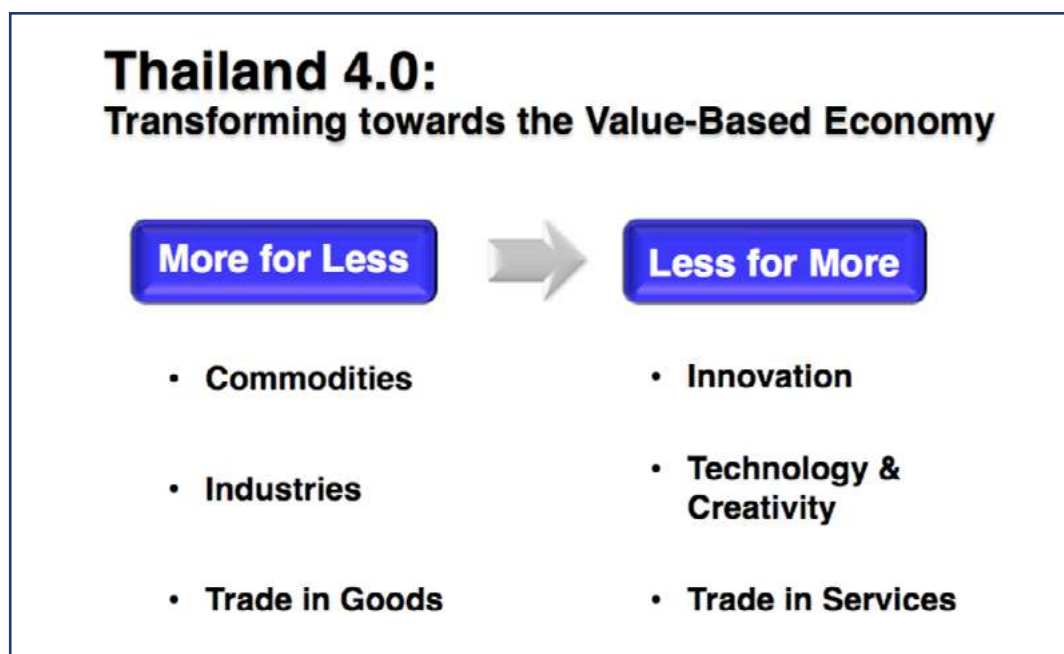 Thailand 4.0:
Transforming towards the Value-Based Economy
More for Less
Less for More
• Commodities
• Industries
• Trade in Goods
• Innovation
• Technology &
Creativity
• Trade in Services